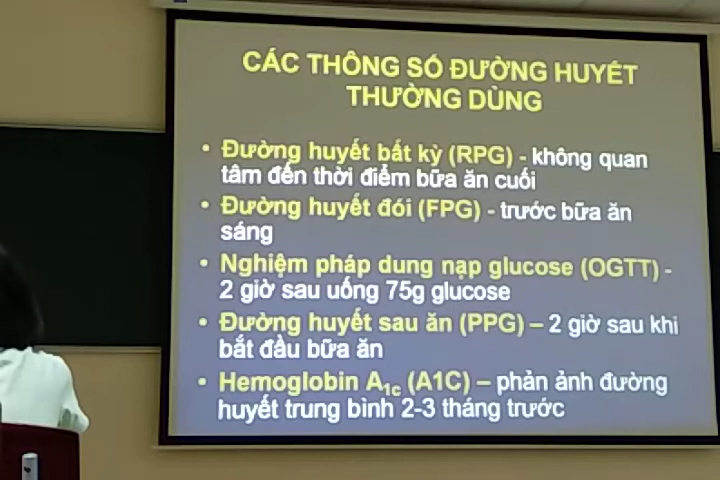 CÁC THÔNG SỐ ĐƯỜNG HUYẾT
THƯỜNG DÙNG
• Đường huyết bất kỳ (RPG) - không quan
tâm đến thời điểm bữa ăn cuối
• Đường huyết đói (FPG) - trước bữa ăn
sáng
• Nghiệm pháp dung nạp glucose (OGTT) -
2 giờ sau uống 75g glucose
• Đường huyết sau ăn (PPG) – 2 giờ sau khi
bắt đầu bữa ăn
• Hemoglobin A1c (A1C) – phản ảnh đường
huyết trung bình 2-3 tháng trước